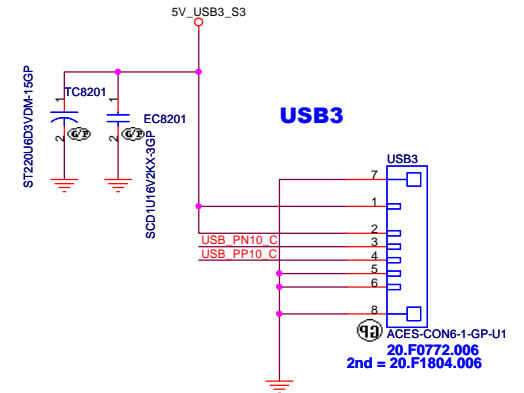 5V_USB3_S3
ST220U6D3VDM-15GP
1
TC8201
2
G/P
SCD1U16V2KX-3GP
1
EC8201
2
G/P
USB3
USB3
7
1
2
USB_PN10_C
3
USB_PP10_C
4
5
6
8
GP
ACES-CON6-1-GP-U1
20.F0772.006
2nd = 20.F1804.006